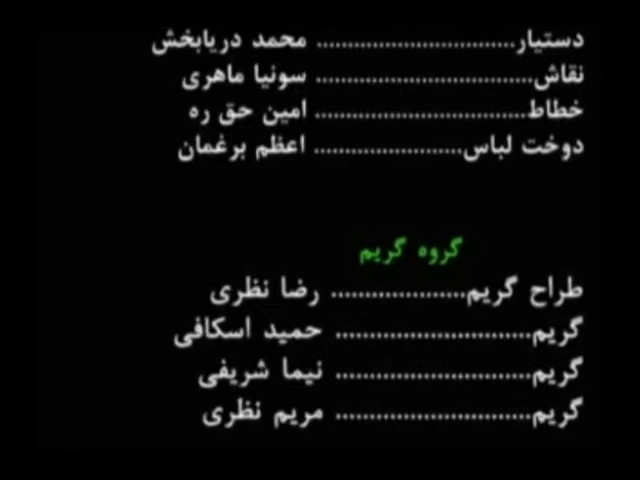 دستیار................................. محمد دریابخش
نقاش.................................... سونیا ماهری
خطاط................................... امین حق ره
دوخت لباس......................... اعظم برغمان
گروه گریم
طراح گریم................... رضا نظری
گریم............................ حمید اسکافی
گریم............................ نیما شریفی
گریم............................ مریم نظری